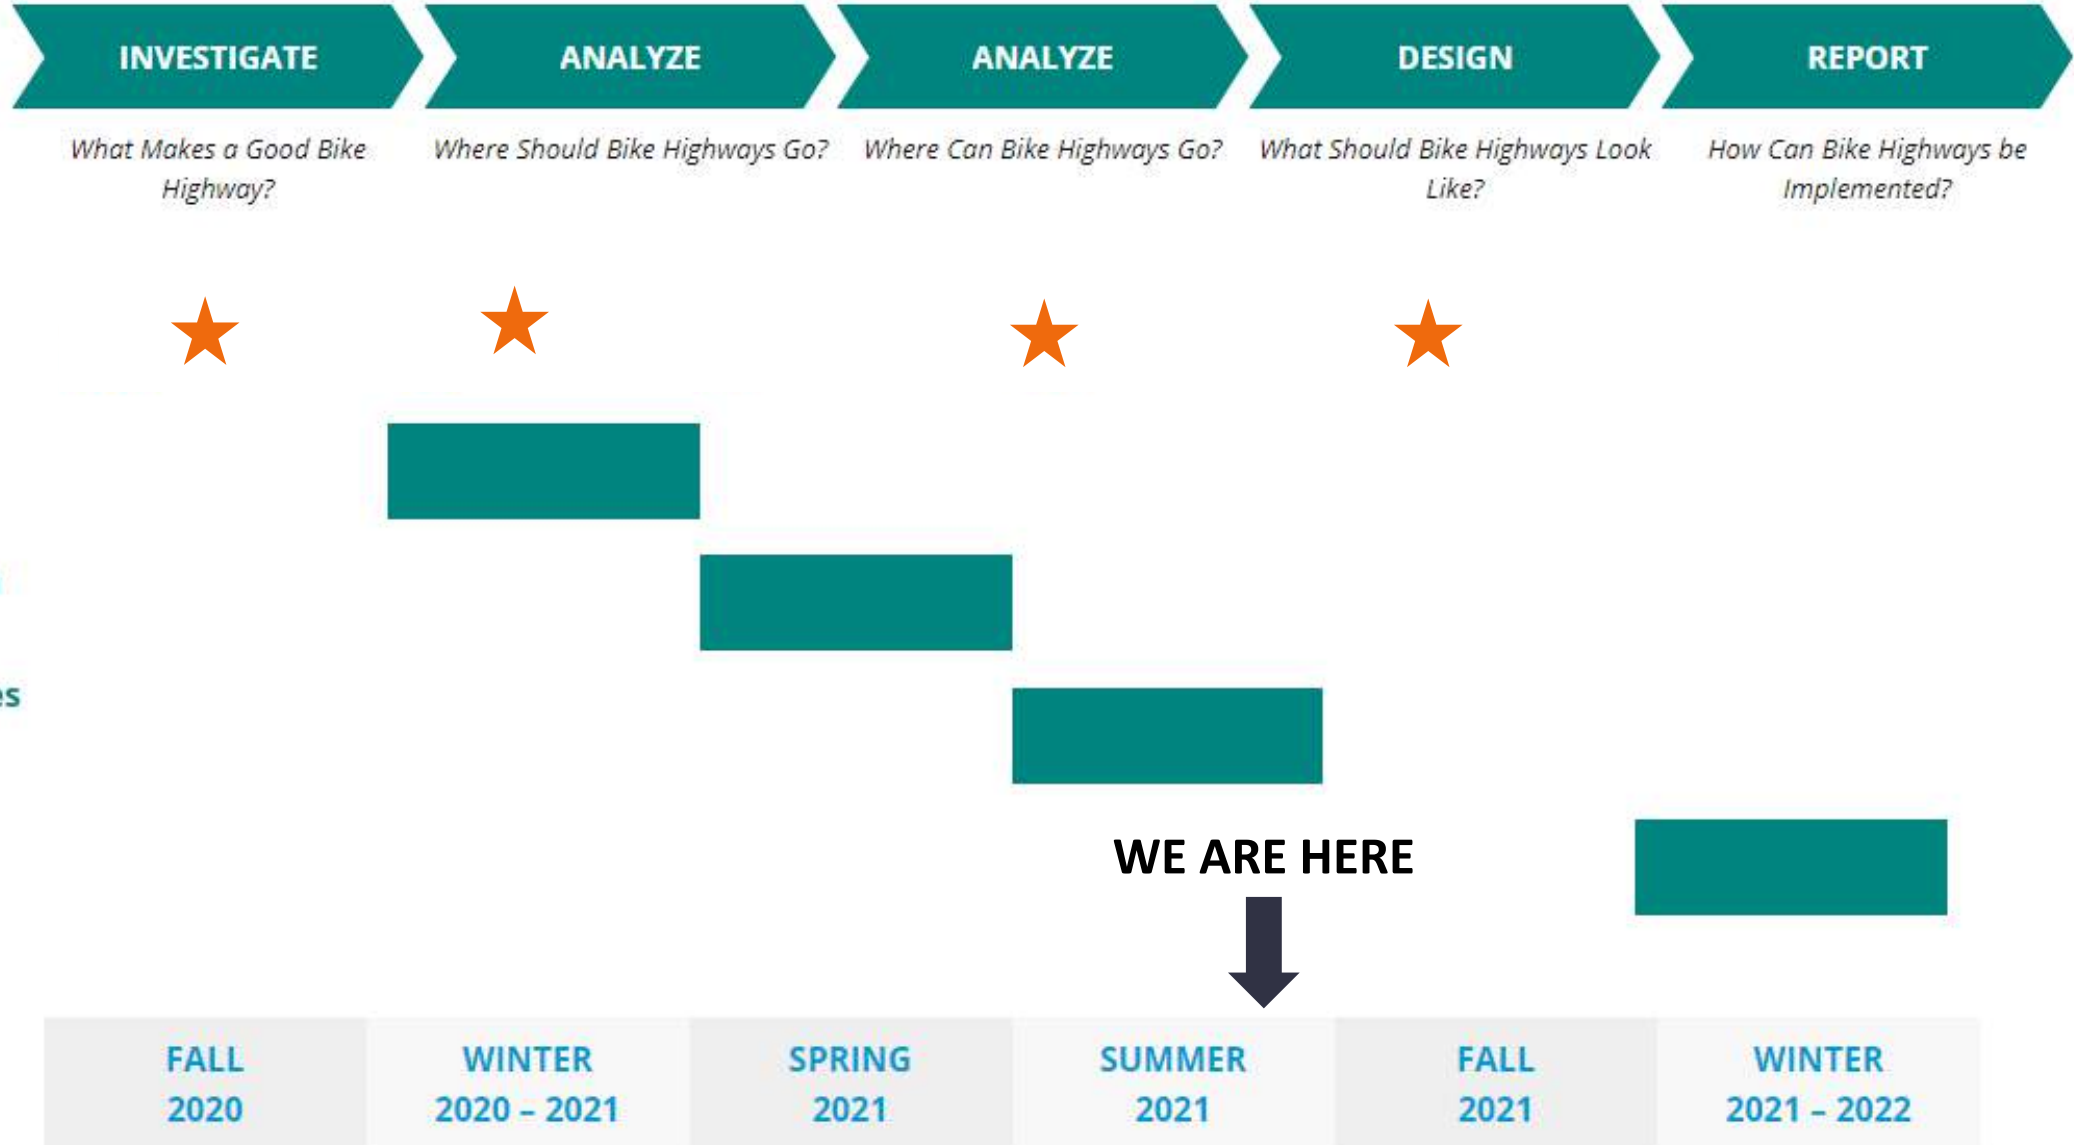 INVESTIGATE
ANALYZE
ANALYZE
DESIGN
REPORT
What Makes a Good Bike
Highway?
Where Should Bike Highways Go?
Where Can Bike Highways Go?
What Should Bike Highways Look
Like?
How Can Bike Highways be
Implemented?
es
WE ARE HERE
FALL
2020
WINTER
2020 – 2021
SPRING
2021
SUMMER
2021
FALL
2021
WINTER
2021 – 2022